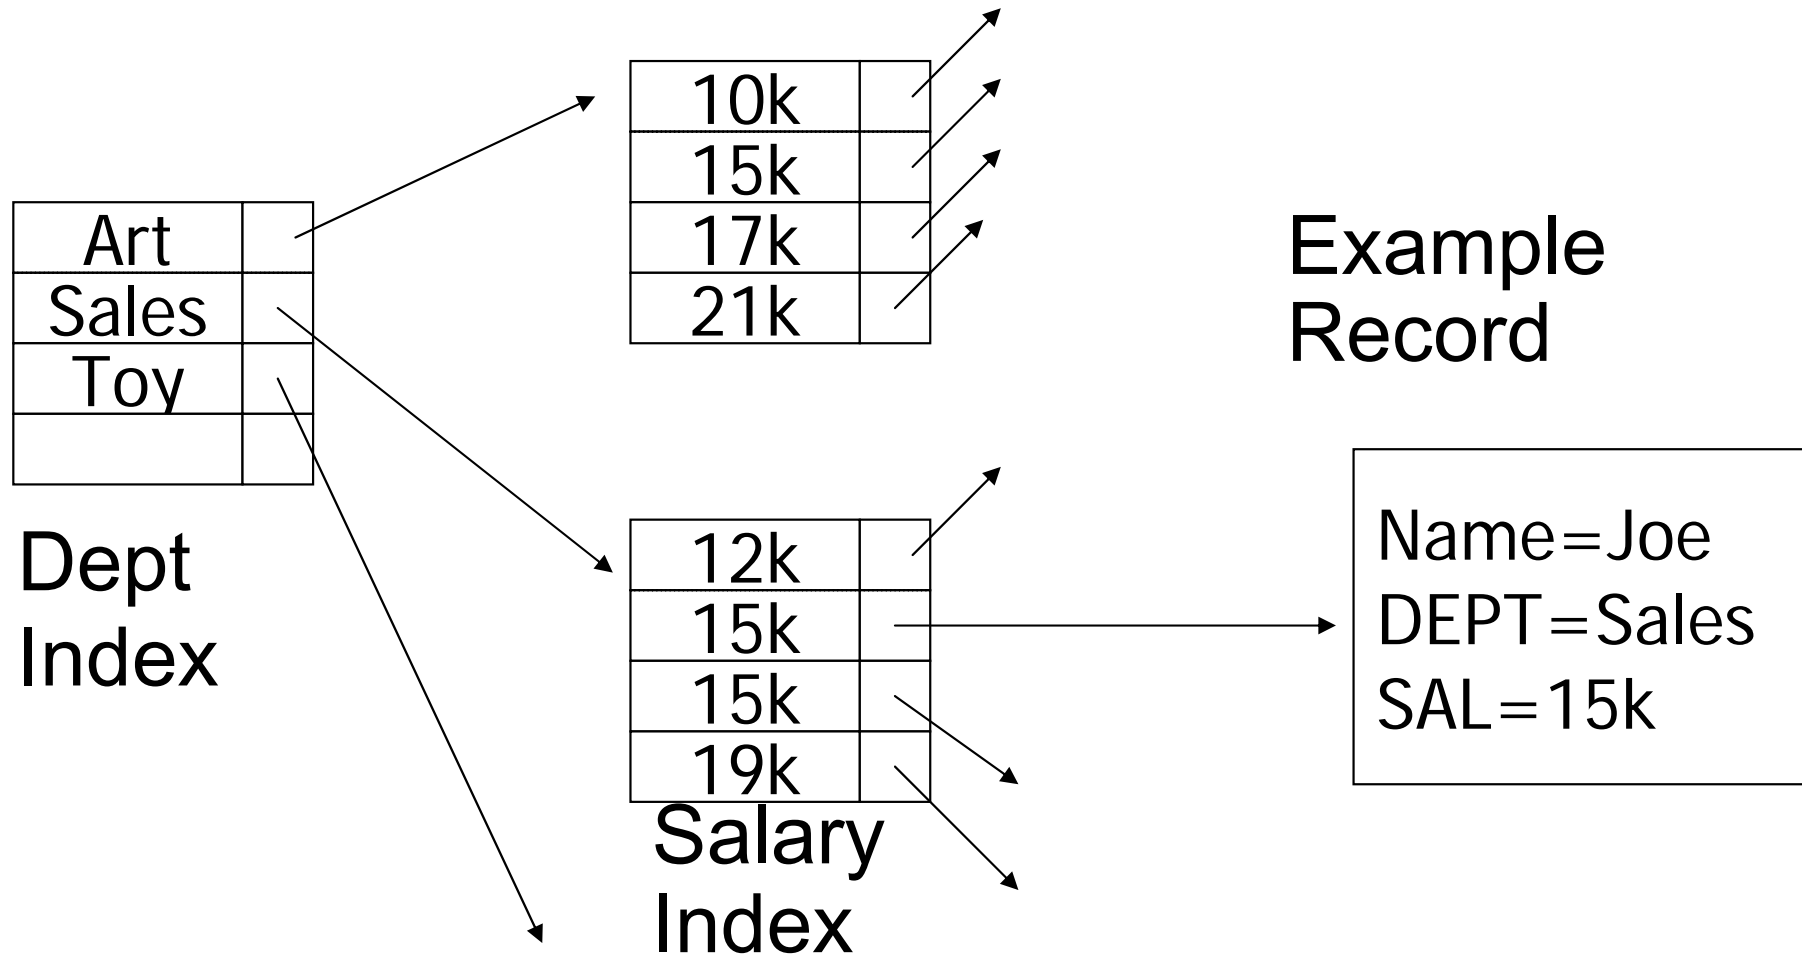 Art
Sales
Toy
Dept
Index
10k
15k
17k
21k
12k
15k
15k
19k
Salary
Index
Example
Record
Name=Joe
DEPT=Sales
SAL=15k